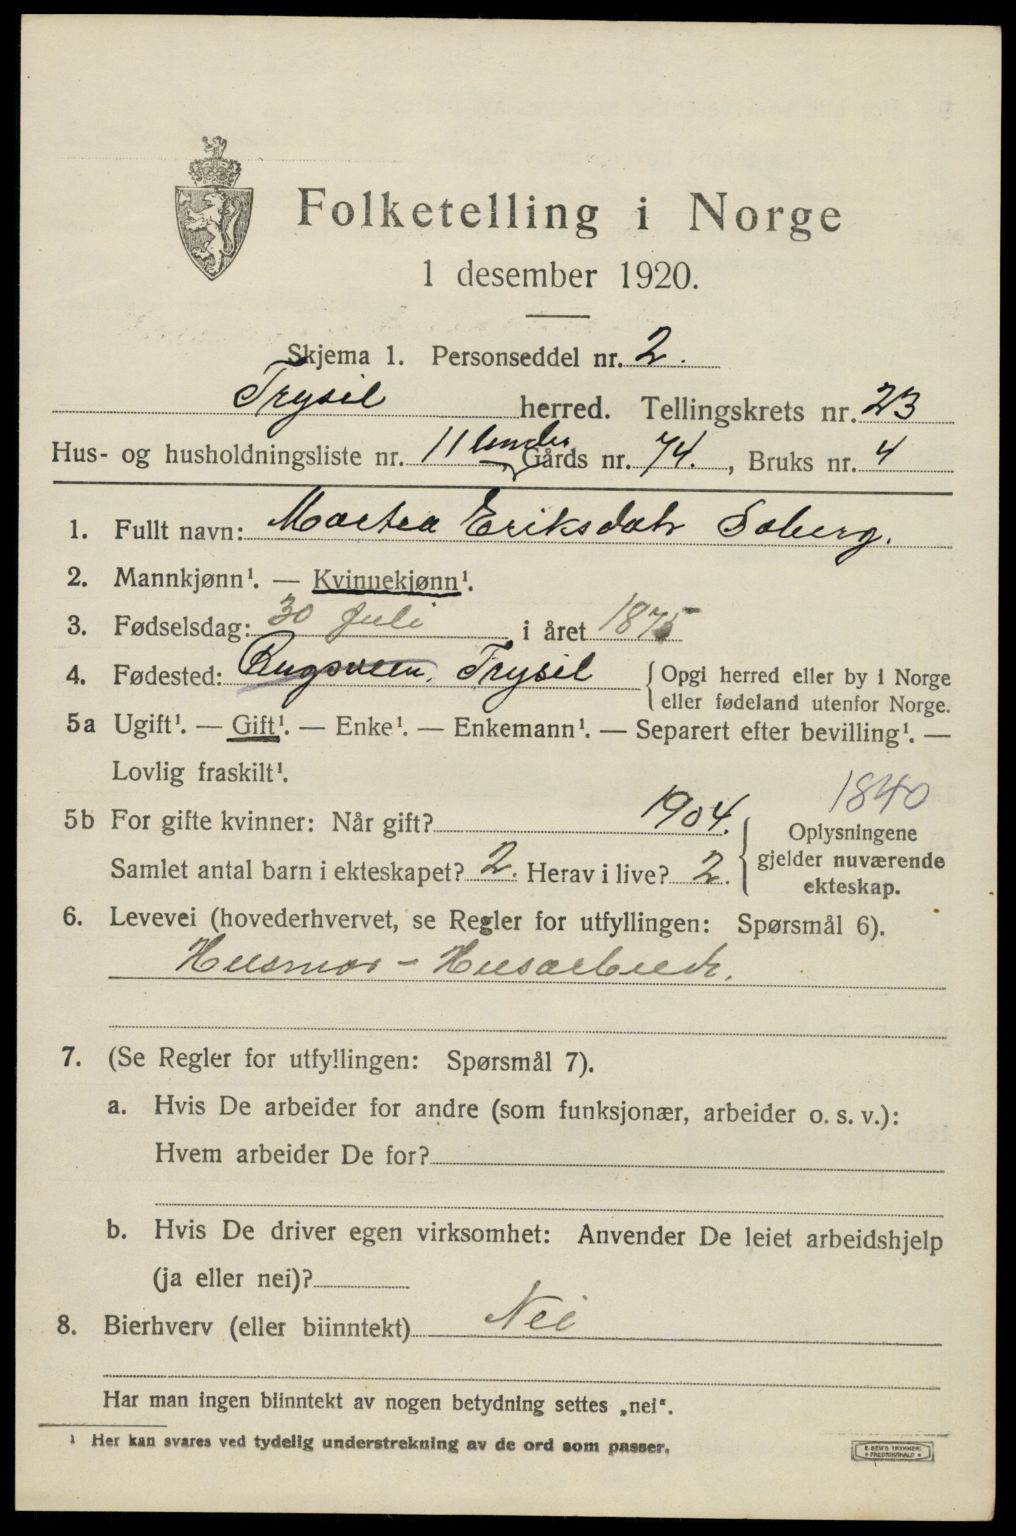 Folketelling i Norge
1 desember 1920.
Skjema 1. Personseddel nr. 2.
Trysil herred. Tellingskrets nr. 23
Hus- og husholdningsliste nr. 11 Gårds nr. 74., Bruks nr. 4
1. Fullt navn: Martea Eriksdatr Soberg.
2. Mannkjønn¹. — Kvinnekjønn¹.
3. Fødselsdag: 30 Juli i året 1875
4. Fødested: Trysil { Opgi herred eller by i Norge
eller fødeland utenfor Norge.
5a Ugift¹. — Gift¹. — Enke¹. — Enkemann¹. — Separert efter bevilling¹. —
Lovlig fraskilt¹.
1840
5b For gifte kvinner: Når gift? 1904.
Samlet antal barn i ekteskapet? 2. Herav i live? 2.
Oplysningene
gjelder nuværende
ekteskap.
6. Levevei (hovederhvervet, se Regler for utfyllingen: Spørsmål 6).
Husmor - Husarbeide.
7. (Se Regler for utfyllingen: Spørsmål 7).
a. Hvis De arbeider for andre (som funksjonær, arbeider o. s. v.):
Hvem arbeider De for?
b. Hvis De driver egen virksomhet: Anvender De leiet arbeidshjelp
(ja eller nei)?
8. Bierhverv (eller biinntekt) Nei
Har man ingen biinntekt av nogen betydning settes „nei“.
¹ Her kan svares ved tydelig understrekning av de ord som passer.